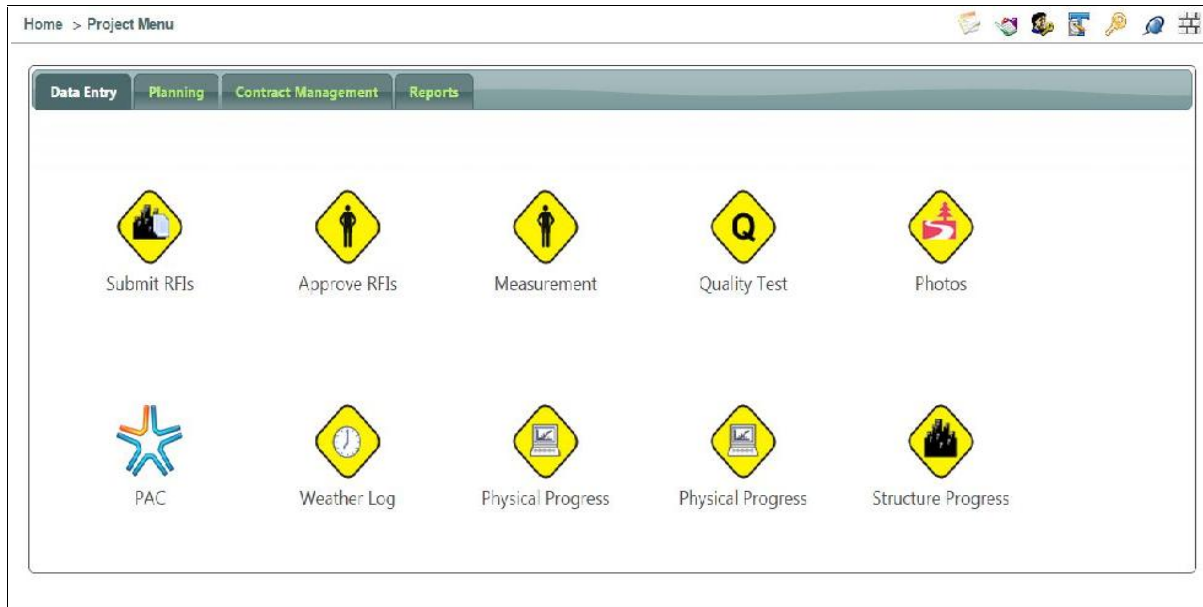 Home > Project Menu
Data Entry Planning Contract Management Reports
Submit RFIs Approve RFIs Measurement Quality Test Photos
PAC Weather Log Physical Progress Physical Progress Structure Progress
Q